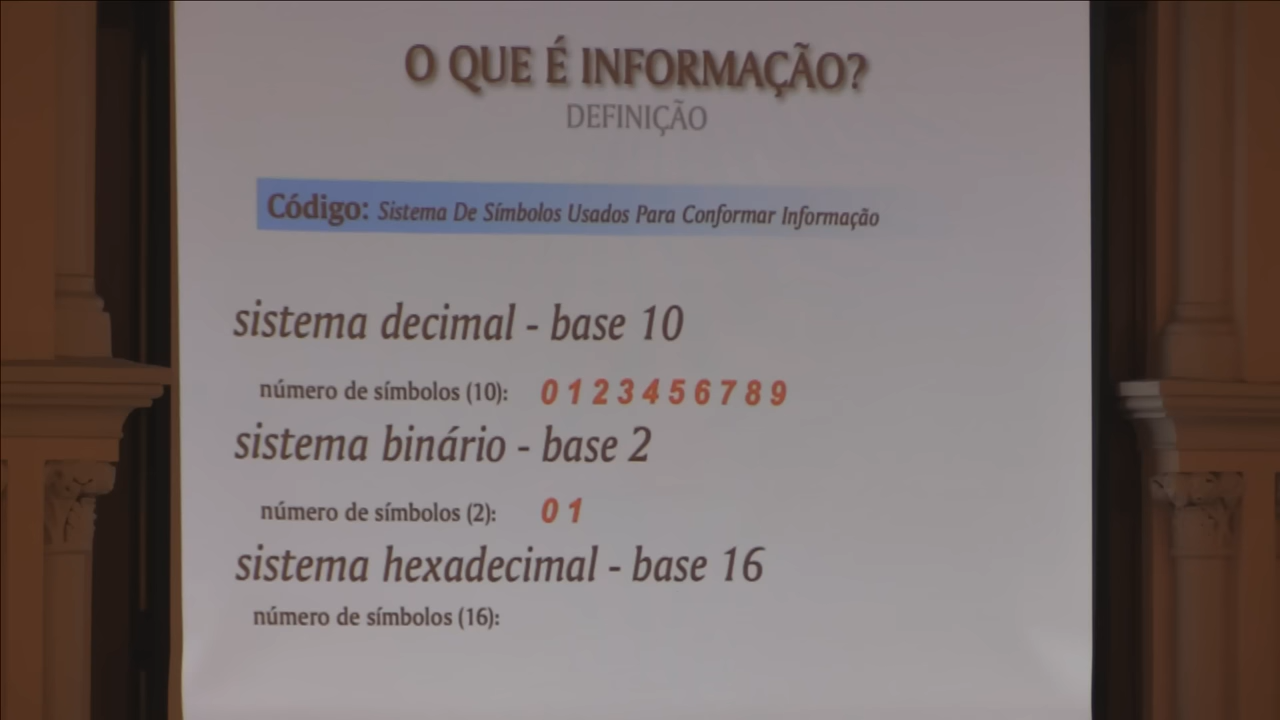 O QUE É INFORMAÇÃO?
DEFINIÇÃO
Código: Sistema De Símbolos Usados Para Conformar Informação
sistema decimal - base 10
número de símbolos (10): 0 1 2 3 4 5 6 7 8 9
sistema binário - base 2
número de símbolos (2): 0 1
sistema hexadecimal - base 16
número de símbolos (16):